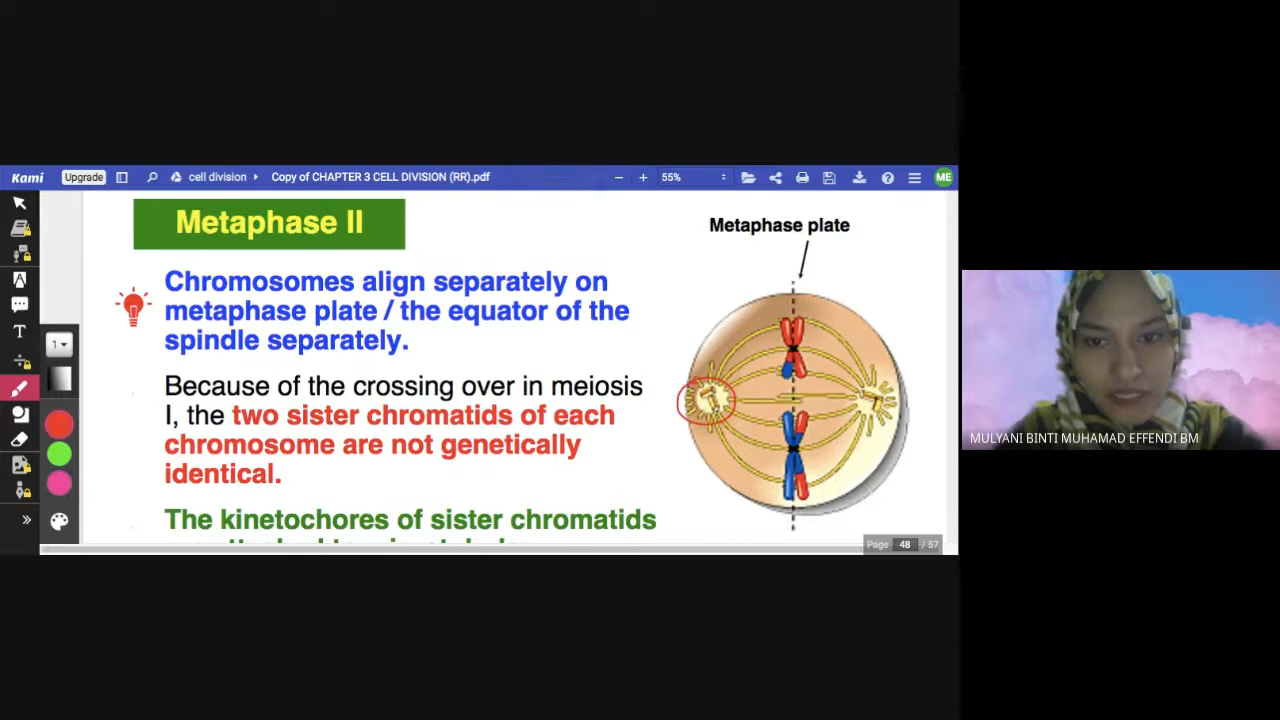 Kami
Upgrade
cell division
Copy of CHAPTER 3 CELL DIVISION (RR).pdf
55%
ME
Metaphase II
Metaphase plate
Chromosomes align separately on
metaphase plate / the equator of the
spindle separately.
Because of the crossing over in meiosis
I, the two sister chromatids of each
chromosome are not genetically
identical.
The kinetochores of sister chromatids
T
1
Page 48 / 57
MULYANI BINTI MUHAMAD EFFENDI BM